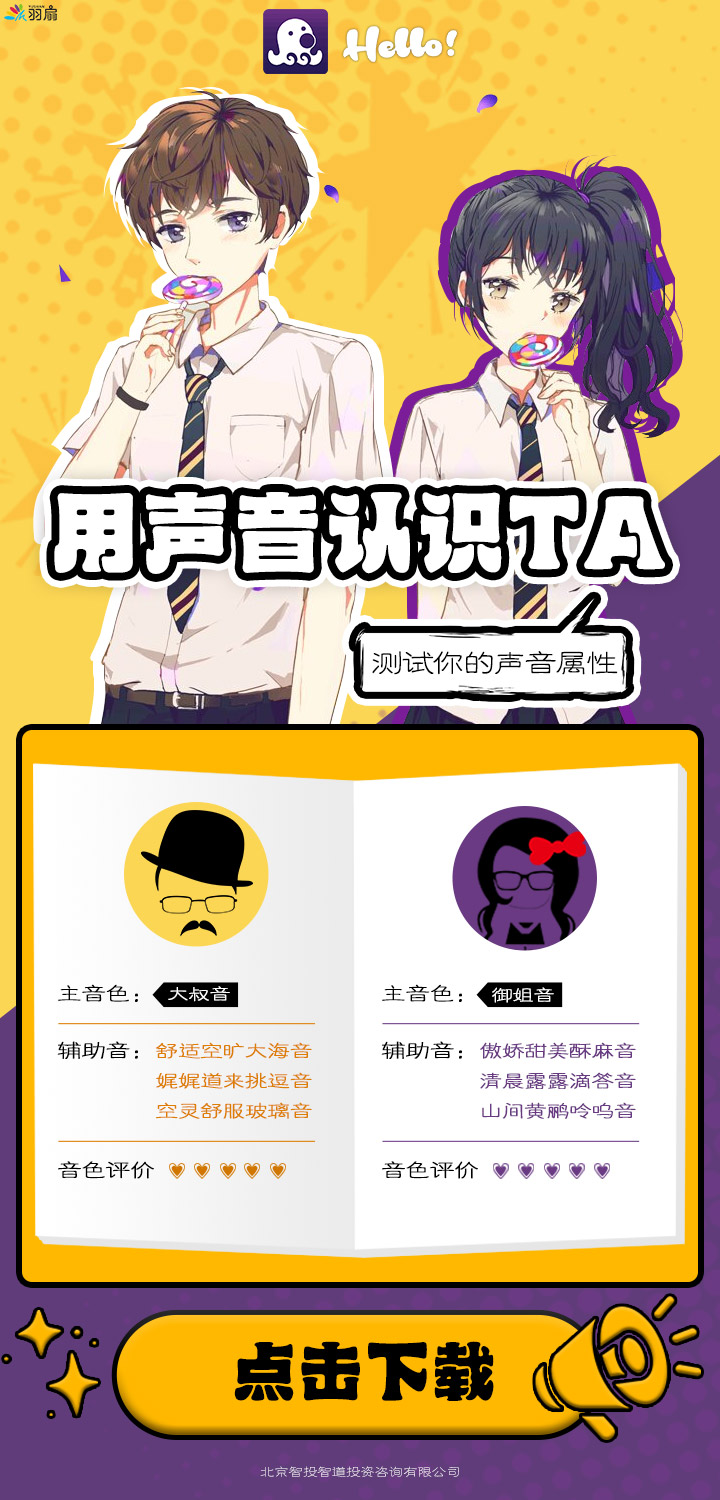 羽扇
Hello!
用声音认识TA
测试你的声音属性
主音色：大叔音
辅助音：舒适空旷大海音
娓娓道来挑逗音
空灵舒服玻璃音
音色评价
主音色：御姐音
辅助音：傲娇甜美酥麻音
清晨露露滴答音
山间黄鹂呤呜音
音色评价
点击下载
北京智投智道投资咨询有限公司